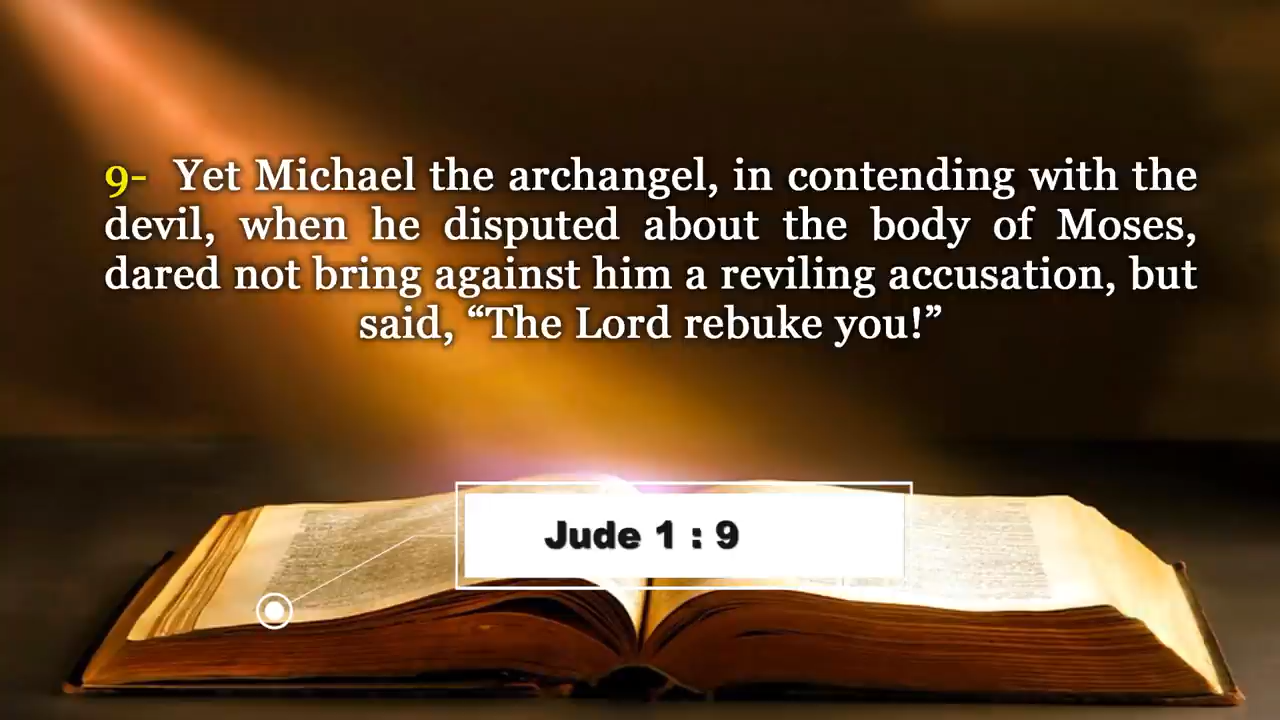 9- Yet Michael the archangel, in contending with the
devil, when he disputed about the body of Moses,
dared not bring against him a reviling accusation, but
said, “The Lord rebuke you!”
Jude 1 : 9